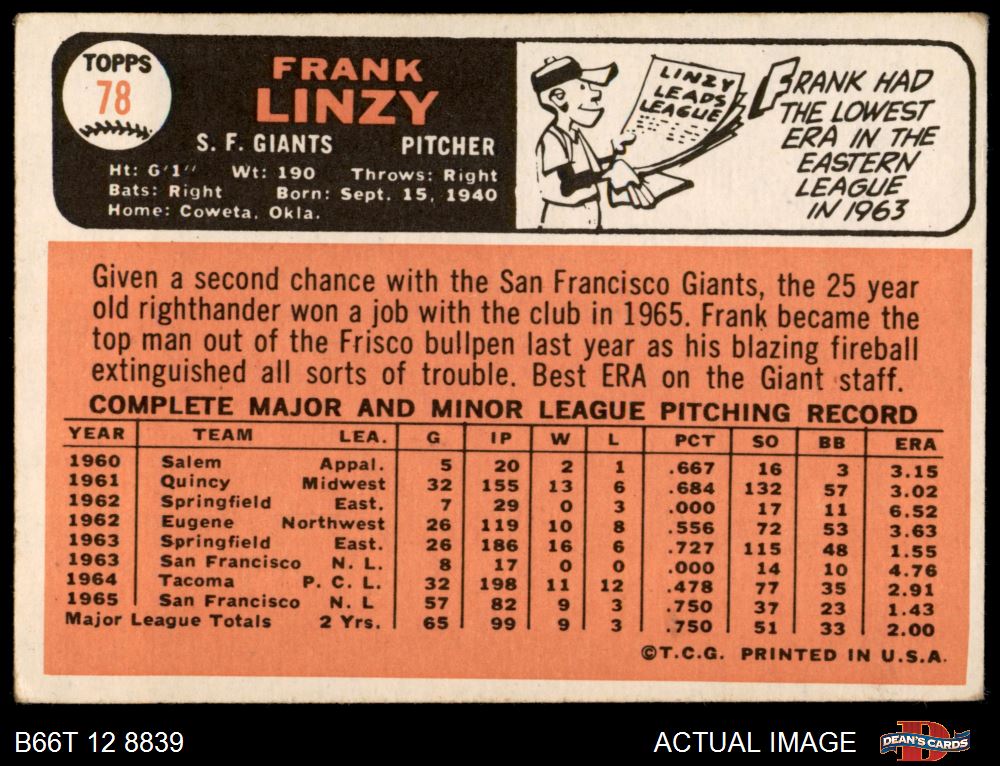 TOPPS
78
FRANK
LINZY
S. F. GIANTS PITCHER
Ht: 6'1" Wt: 190 Throws: Right
Bats: Right Born: Sept. 15, 1940
Home: Coweta, Okla.
LINZY
LEADS
LEAGUE
FRANK HAD
THE LOWEST
ERA IN THE
EASTERN
LEAGUE
IN 1963
Given a second chance with the San Francisco Giants, the 25 year
old righthander won a job with the club in 1965. Frank became the
top man out of the Frisco bullpen last year as his blazing fireball
extinguished all sorts of trouble. Best ERA on the Giant staff.
COMPLETE MAJOR AND MINOR LEAGUE PITCHING RECORD
YEAR TEAM LEA. G IP W L PCT SO BB ERA
1960 Salem Appal. 5 20 2 1 .667 16 3 3.15
1961 Quincy Midwest 32 155 13 6 .684 132 57 3.02
1962 Springfield East. 7 29 0 3 .000 17 11 6.52
1962 Eugene Northwest 26 119 10 8 .556 72 53 3.63
1963 Springfield East. 26 186 16 6 .727 115 48 1.55
1963 San Francisco N. L. 8 17 0 0 .000 14 10 4.76
1964 Tacoma P. C. L. 32 198 11 12 .478 77 35 2.91
1965 San Francisco N. L 57 82 9 3 .750 37 23 1.43
Major League Totals 2 Yrs. 65 99 9 3 .750 51 33 2.00
©T.C.G. PRINTED IN U.S.A.
B66T 12 8839 ACTUAL IMAGE
D
DEAN'S CARDS